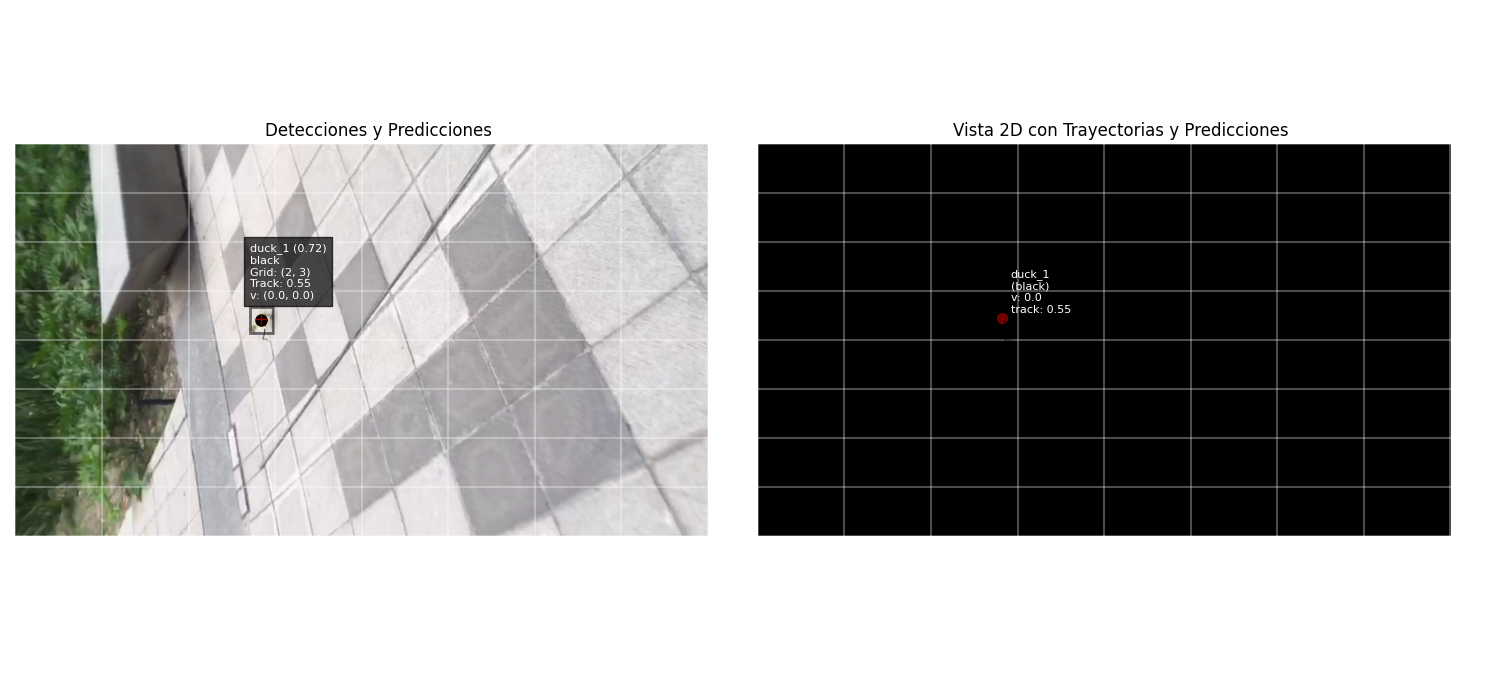 Detecciones y Predicciones
duck_1 (0.72)
black
Grid: (2, 3)
Track: 0.55
v: (0.0, 0.0)
Vista 2D con Trayectorias y Predicciones
duck_1
(black)
v: 0.0
track: 0.55